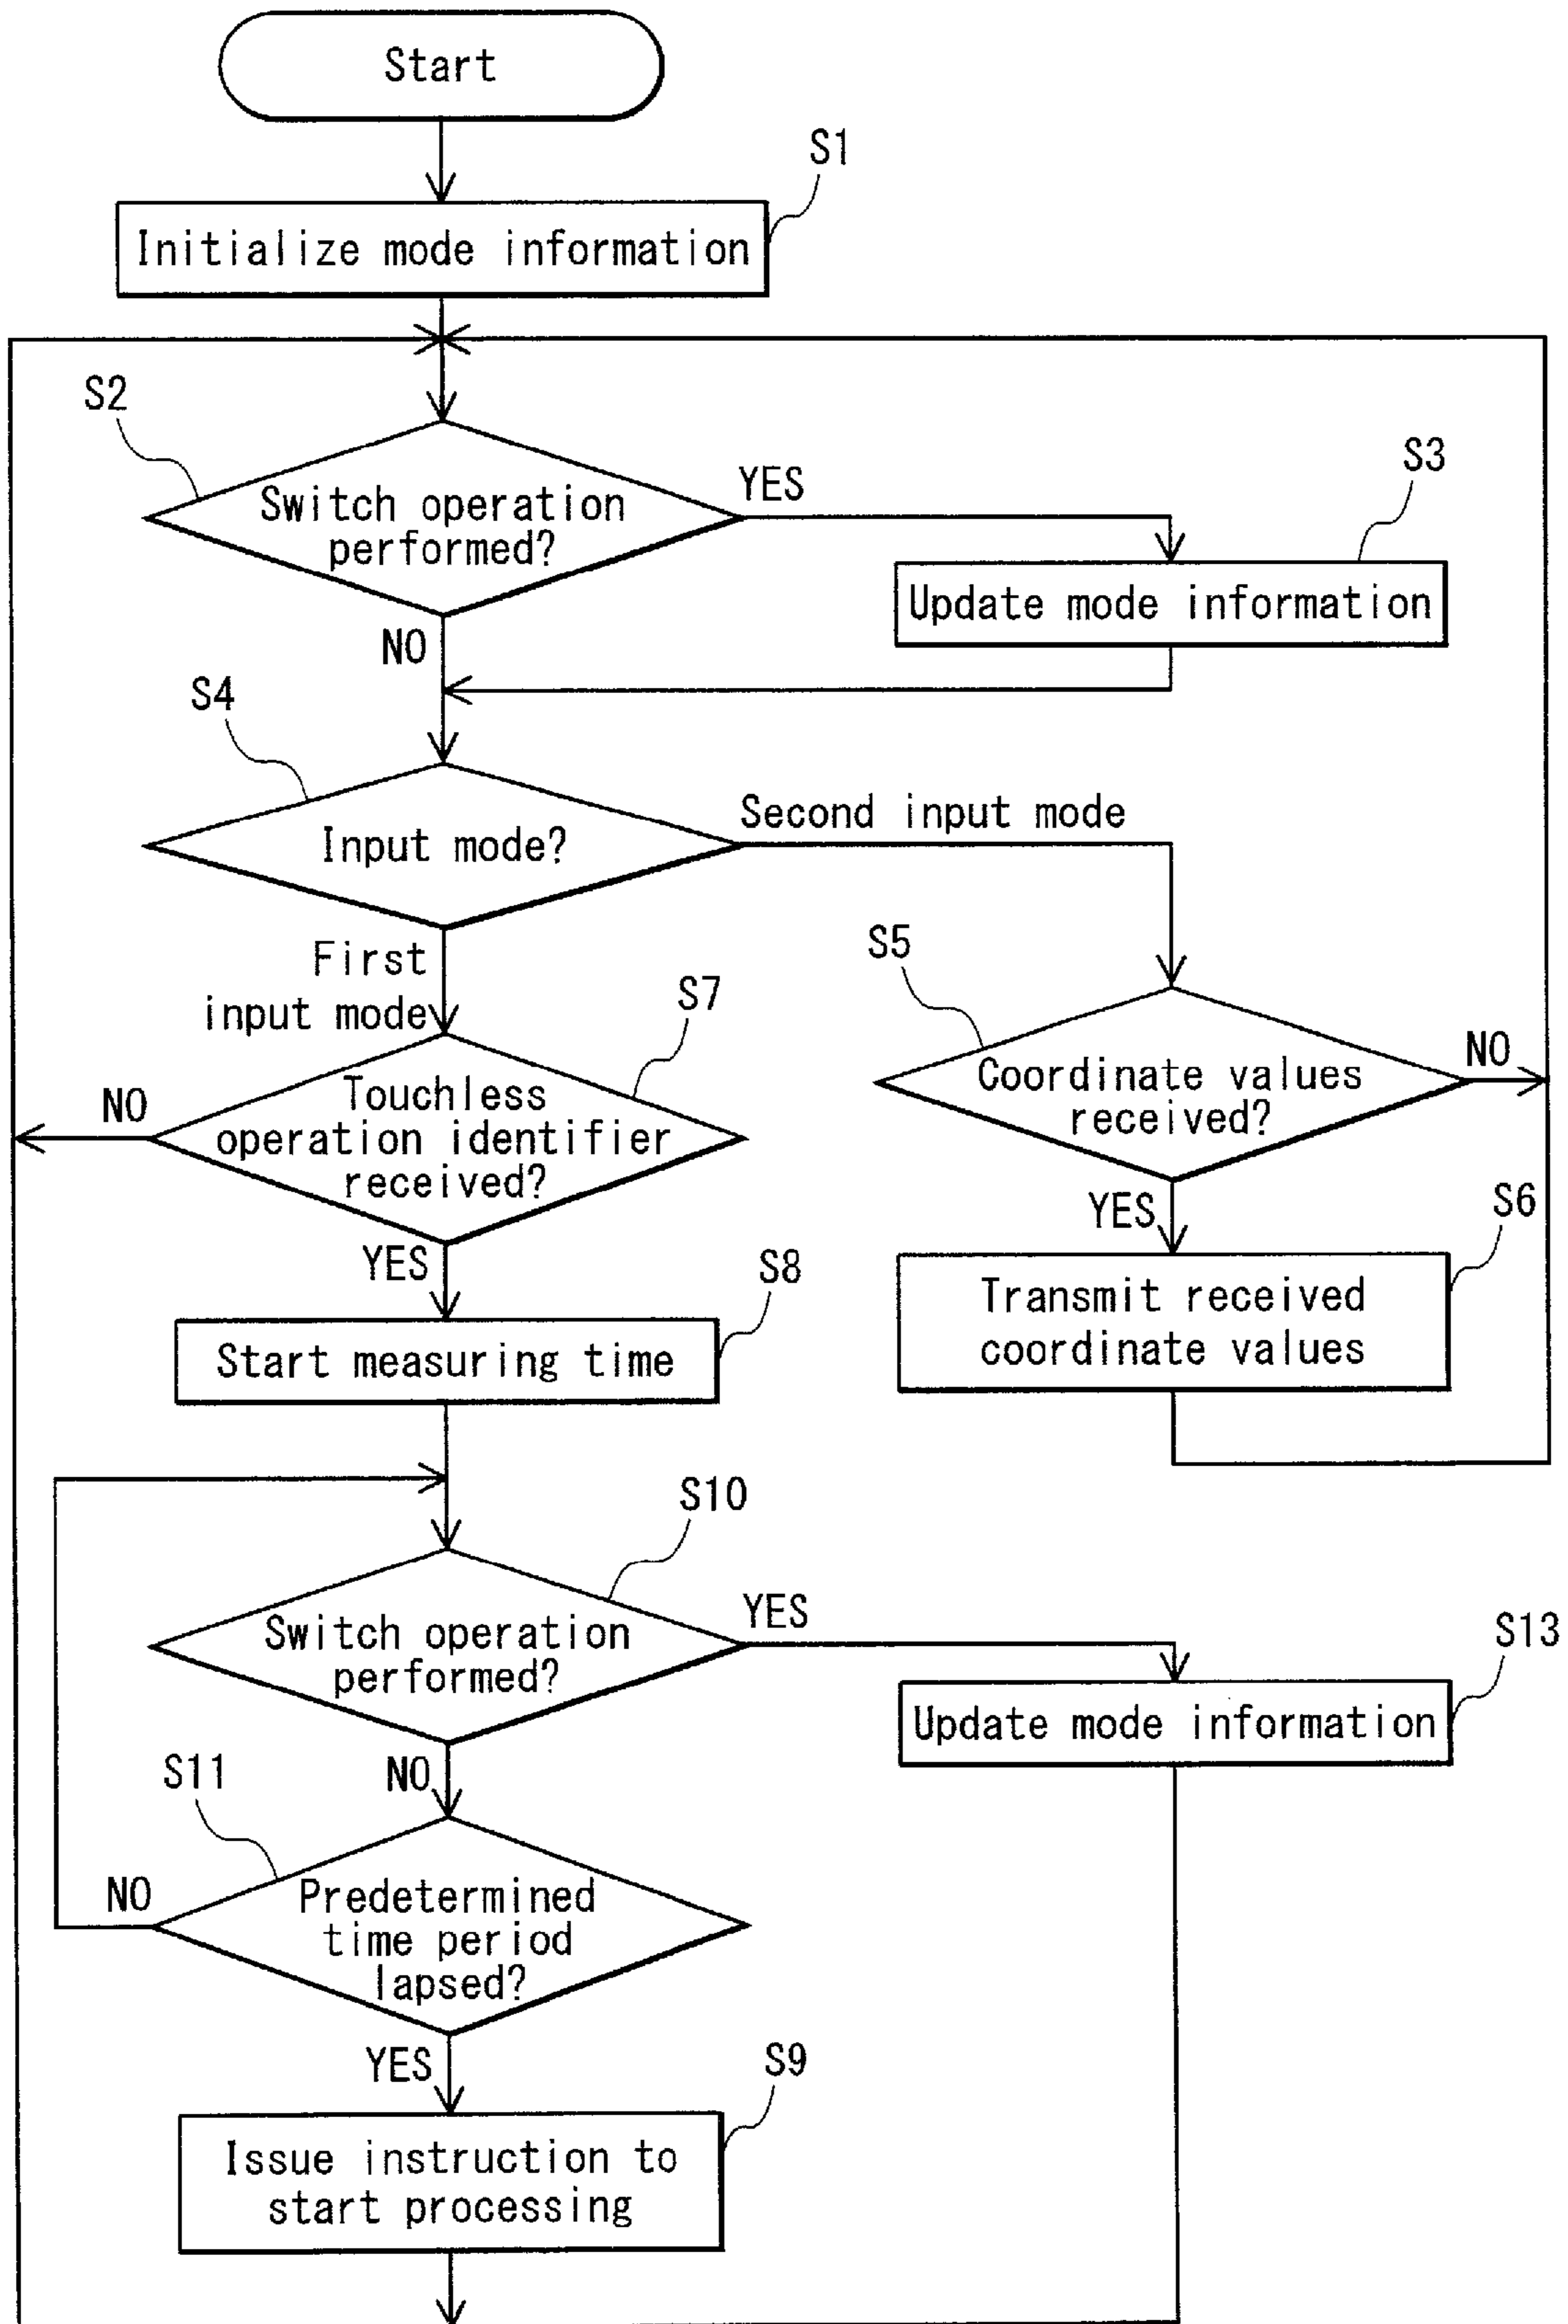 Start
S1
Initialize mode information
S2
Switch operation
performed?
YES
S3
Update mode information
NO
S4
Input mode?
Second input mode
First
input mode
S5
Coordinate values
received?
NO
S7
Touchless
operation identifier
received?
NO
YES
S6
Transmit received
coordinate values
YES
S8
Start measuring time
S10
Switch operation
performed?
YES
S13
Update mode information
NO
S11
Predetermined
time period
lapsed?
NO
YES
S9
Issue instruction to
start processing